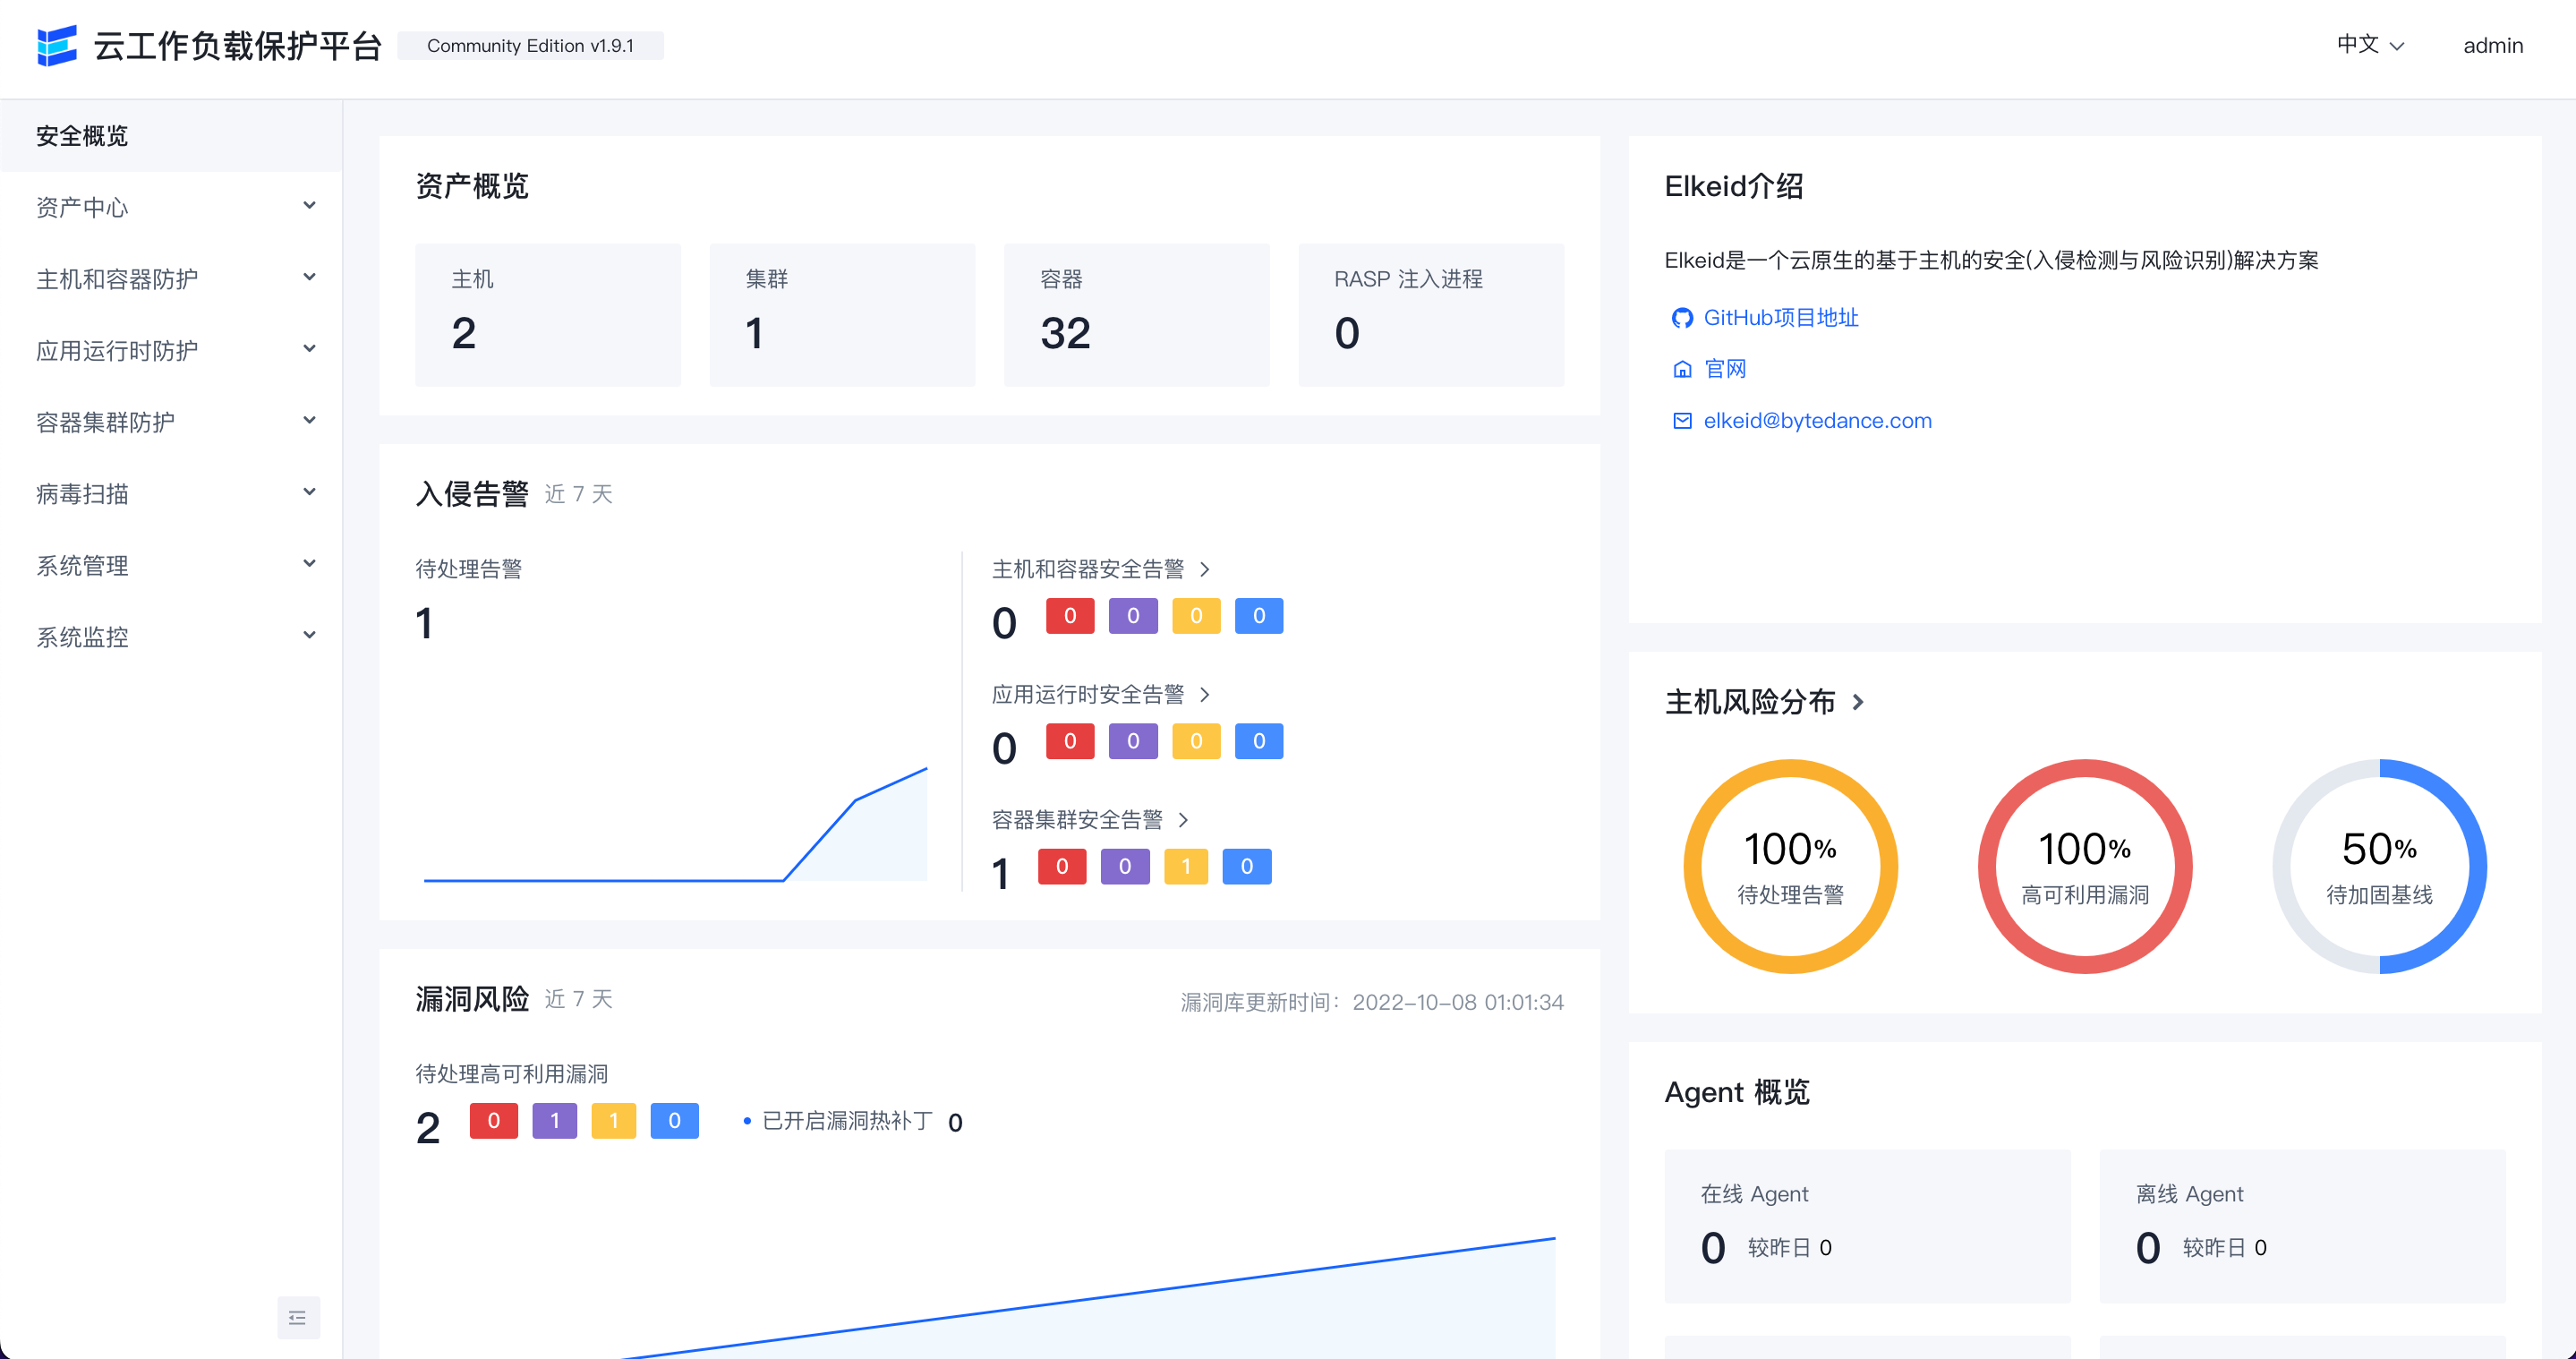 云工作负载保护平台
Community Edition v1.9.1
中文
admin
安全概览
资产中心
主机和容器防护
应用运行时防护
容器集群防护
病毒扫描
系统管理
系统监控
资产概览
主机
2
集群
1
容器
32
RASP 注入进程
0
入侵告警 近 7 天
待处理告警
1
主机和容器安全告警
0 0 0 0 0
应用运行时安全告警
0 0 0 0 0
容器集群安全告警
1 0 0 1 0
漏洞风险 近 7 天
漏洞库更新时间：2022-10-08 01:01:34
待处理高可利用漏洞
2 0 1 1 0
已开启漏洞热补丁 0
Elkeid介绍
Elkeid是一个云原生的基于主机的安全(入侵检测与风险识别)解决方案
GitHub项目地址
官网
elkeid@bytedance.com
主机风险分布
100%
待处理告警
100%
高可利用漏洞
50%
待加固基线
Agent 概览
在线 Agent
0 较昨日 0
离线 Agent
0 较昨日 0